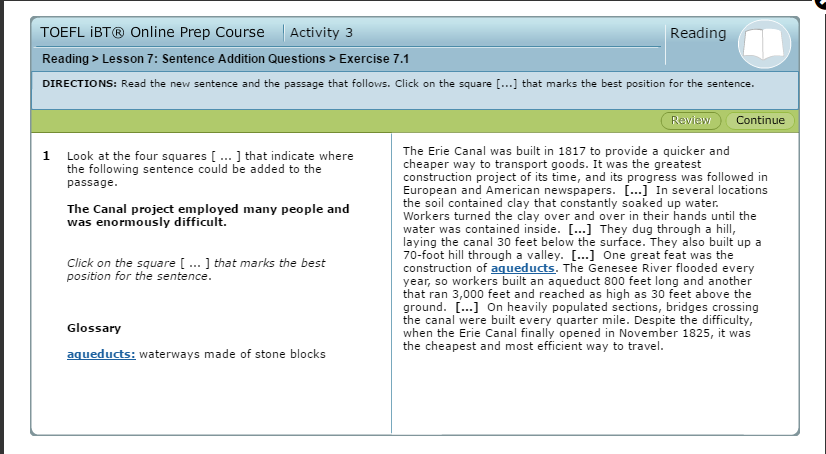 TOEFL iBT® Online Prep Course Activity 3 Reading
Reading > Lesson 7: Sentence Addition Questions > Exercise 7.1
DIRECTIONS: Read the new sentence and the passage that follows. Click on the square [...] that marks the best position for the sentence.
Review Continue
1 Look at the four squares [ ... ] that indicate where
the following sentence could be added to the
passage.
The Canal project employed many people and
was enormously difficult.
Click on the square [ ... ] that marks the best
position for the sentence.
Glossary
aqueducts: waterways made of stone blocks
The Erie Canal was built in 1817 to provide a quicker and
cheaper way to transport goods. It was the greatest
construction project of its time, and its progress was followed in
European and American newspapers. [...] In several locations
the soil contained clay that constantly soaked up water.
Workers turned the clay over and over in their hands until the
water was contained inside. [...] They dug through a hill,
laying the canal 30 feet below the surface. They also built up a
70-foot hill through a valley. [...] One great feat was the
construction of aqueducts. The Genesee River flooded every
year, so workers built an aqueduct 800 feet long and another
that ran 3,000 feet and reached as high as 30 feet above the
ground. [...] On heavily populated sections, bridges crossing
the canal were built every quarter mile. Despite the difficulty,
when the Erie Canal finally opened in November 1825, it was
the cheapest and most efficient way to travel.